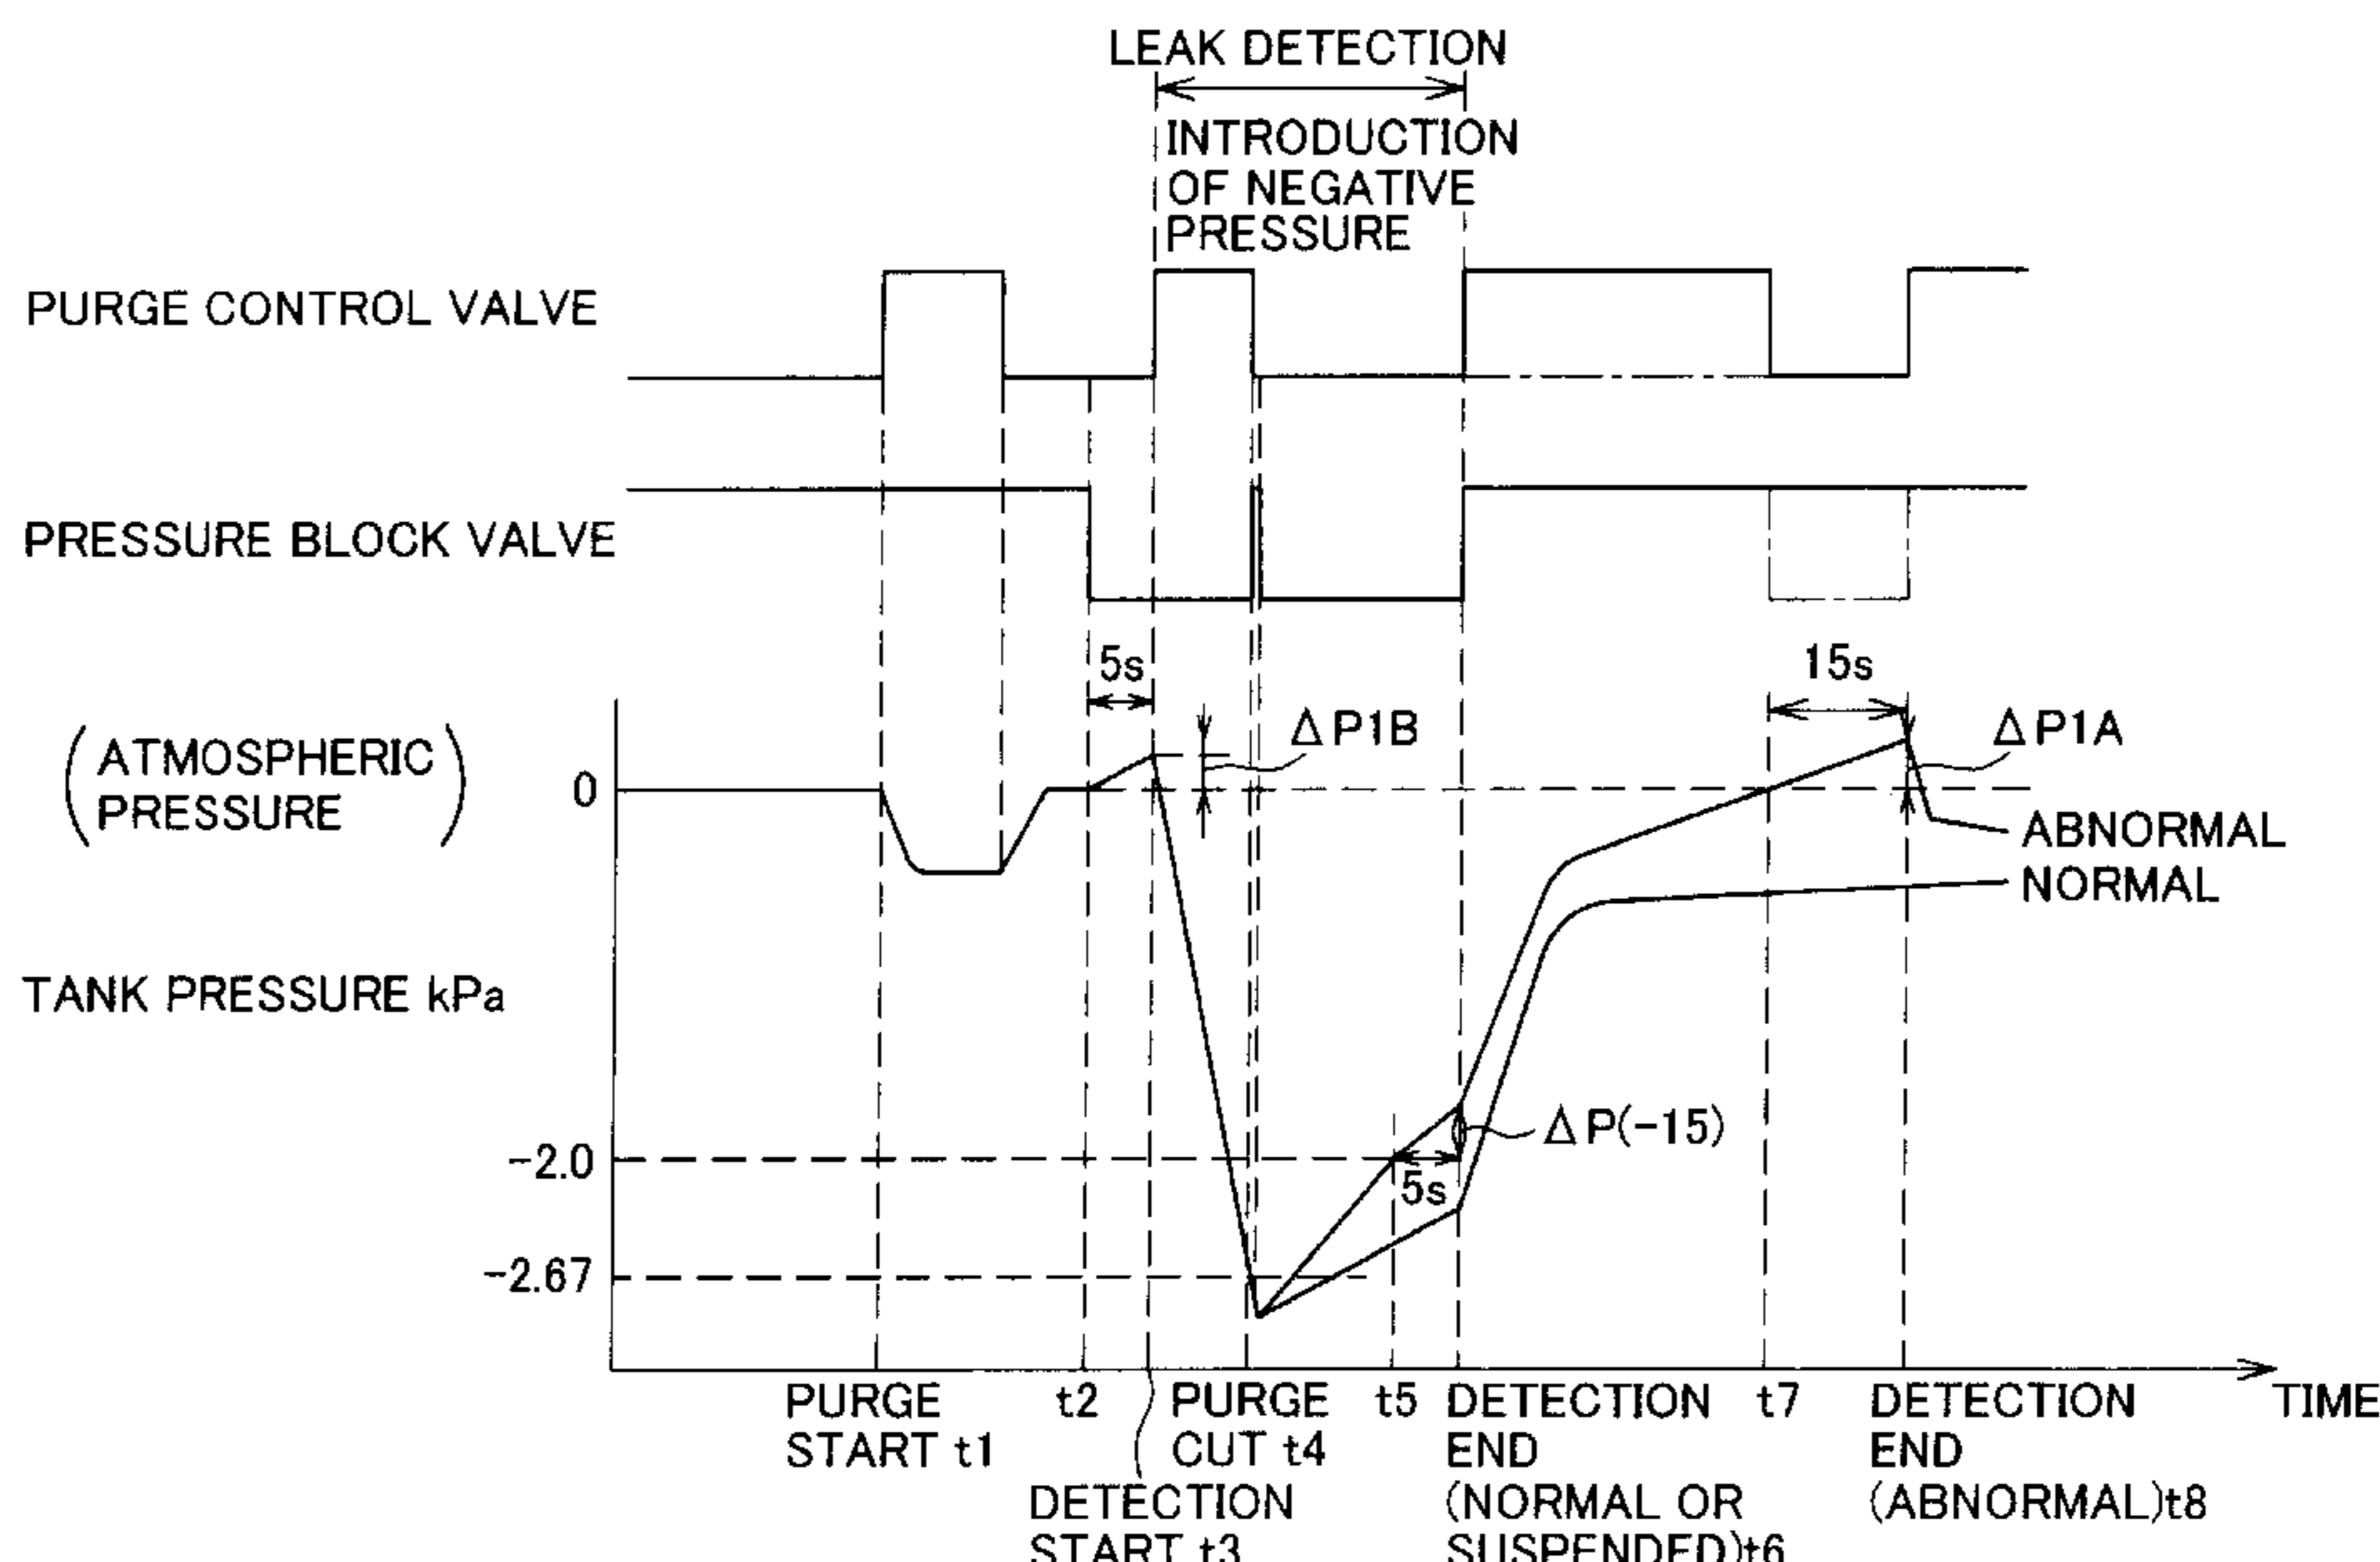 LEAK DETECTION
INTRODUCTION
OF NEGATIVE
PRESSURE
PURGE CONTROL VALVE
PRESSURE BLOCK VALVE
5s
15s
ΔP1B
ΔP1A
(ATMOSPHERIC
PRESSURE)
0
ABNORMAL
NORMAL
TANK PRESSURE kPa
ΔP(-15)
-2.0
5s
-2.67
PURGE
START t1
t2
DETECTION
START t3
PURGE
CUT t4
t5
DETECTION
END
(NORMAL OR
SUSPENDED)t6
t7
DETECTION
END
(ABNORMAL)t8
TIME